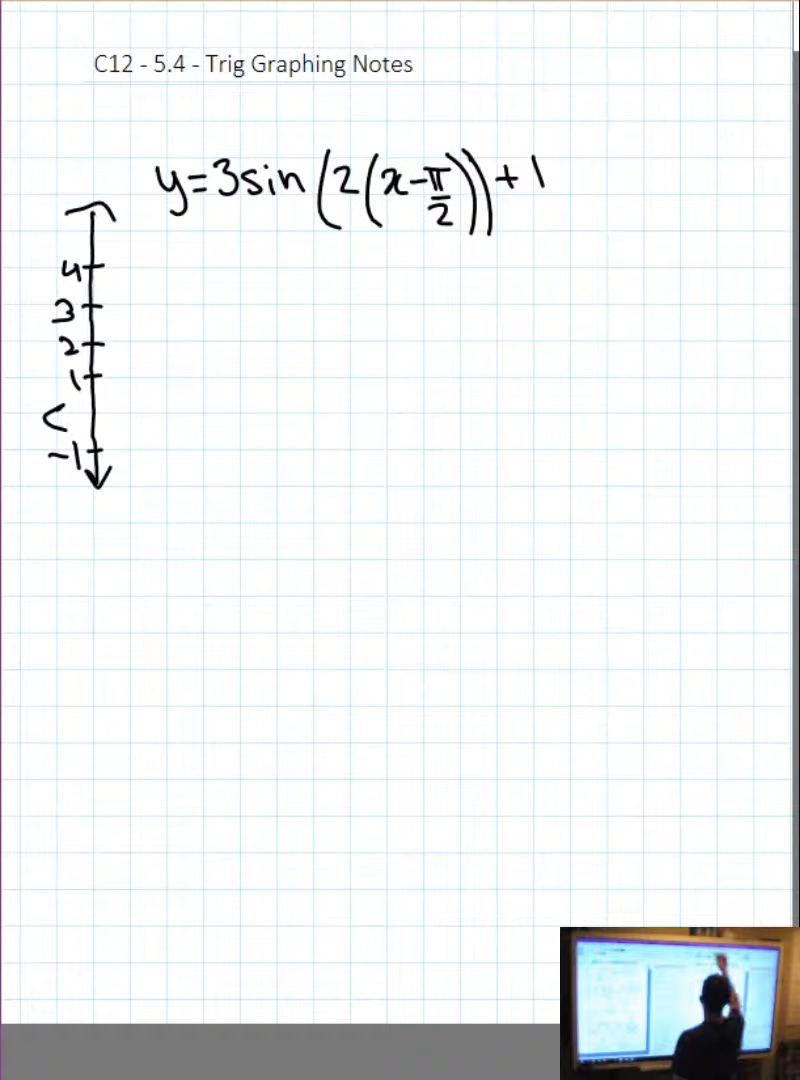 C12 - 5.4 - Trig Graphing Notes
y=3sin(2(x-π/2))+1
4
3
2
1
-1